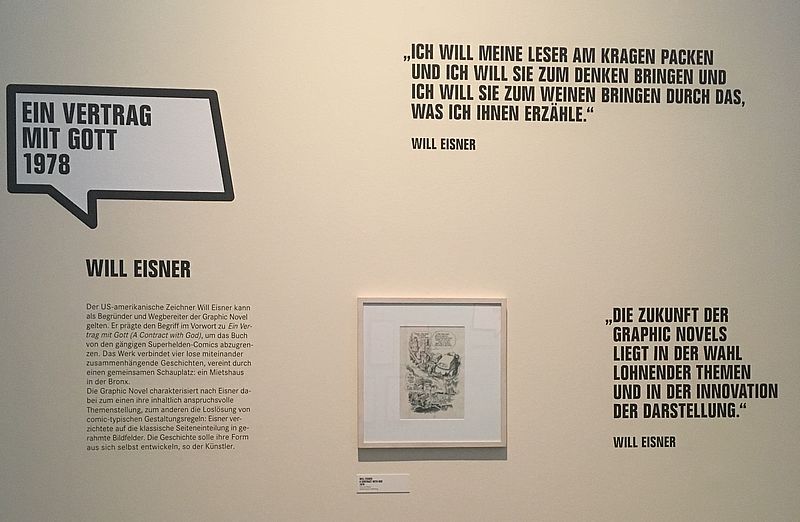 EIN VERTRAG
MIT GOTT
1978
„ICH WILL MEINE LESER AM KRAGEN PACKEN
UND ICH WILL SIE ZUM DENKEN BRINGEN UND
ICH WILL SIE ZUM WEINEN BRINGEN DURCH DAS,
WAS ICH IHNEN ERZÄHLE.“
WILL EISNER
WILL EISNER
Der US-amerikanische Zeichner Will Eisner kann
als Begründer und Wegbereiter der Graphic Novel
gelten. Er prägte den Begriff im Vorwort zu Ein Ver-
trag mit Gott (A Contract with God), um das Buch
von den gängigen Superhelden-Comics abzugren-
zen. Das Werk verbindet vier lose miteinander
zusammenhängende Geschichten, vereint durch
einen gemeinsamen Schauplatz: ein Mietshaus
in der Bronx.
Die Graphic Novel charakterisiert nach Eisner da-
bei zum einen ihre inhaltlich anspruchsvolle
Themenstellung, zum anderen die Loslösung von
comic-typischen Gestaltungsregeln: Eisner ver-
zichtete auf die klassische Seiteneinteilung in ge-
rahmte Bildfelder. Die Geschichte solle ihre Form
aus sich selbst entwickeln, so der Künstler.
„DIE ZUKUNFT DER
GRAPHIC NOVELS
LIEGT IN DER WAHL
LOHNENDER THEMEN
UND IN DER INNOVATION
DER DARSTELLUNG.“
WILL EISNER
WILL EISNER
A CONTRACT WITH GOD
1978